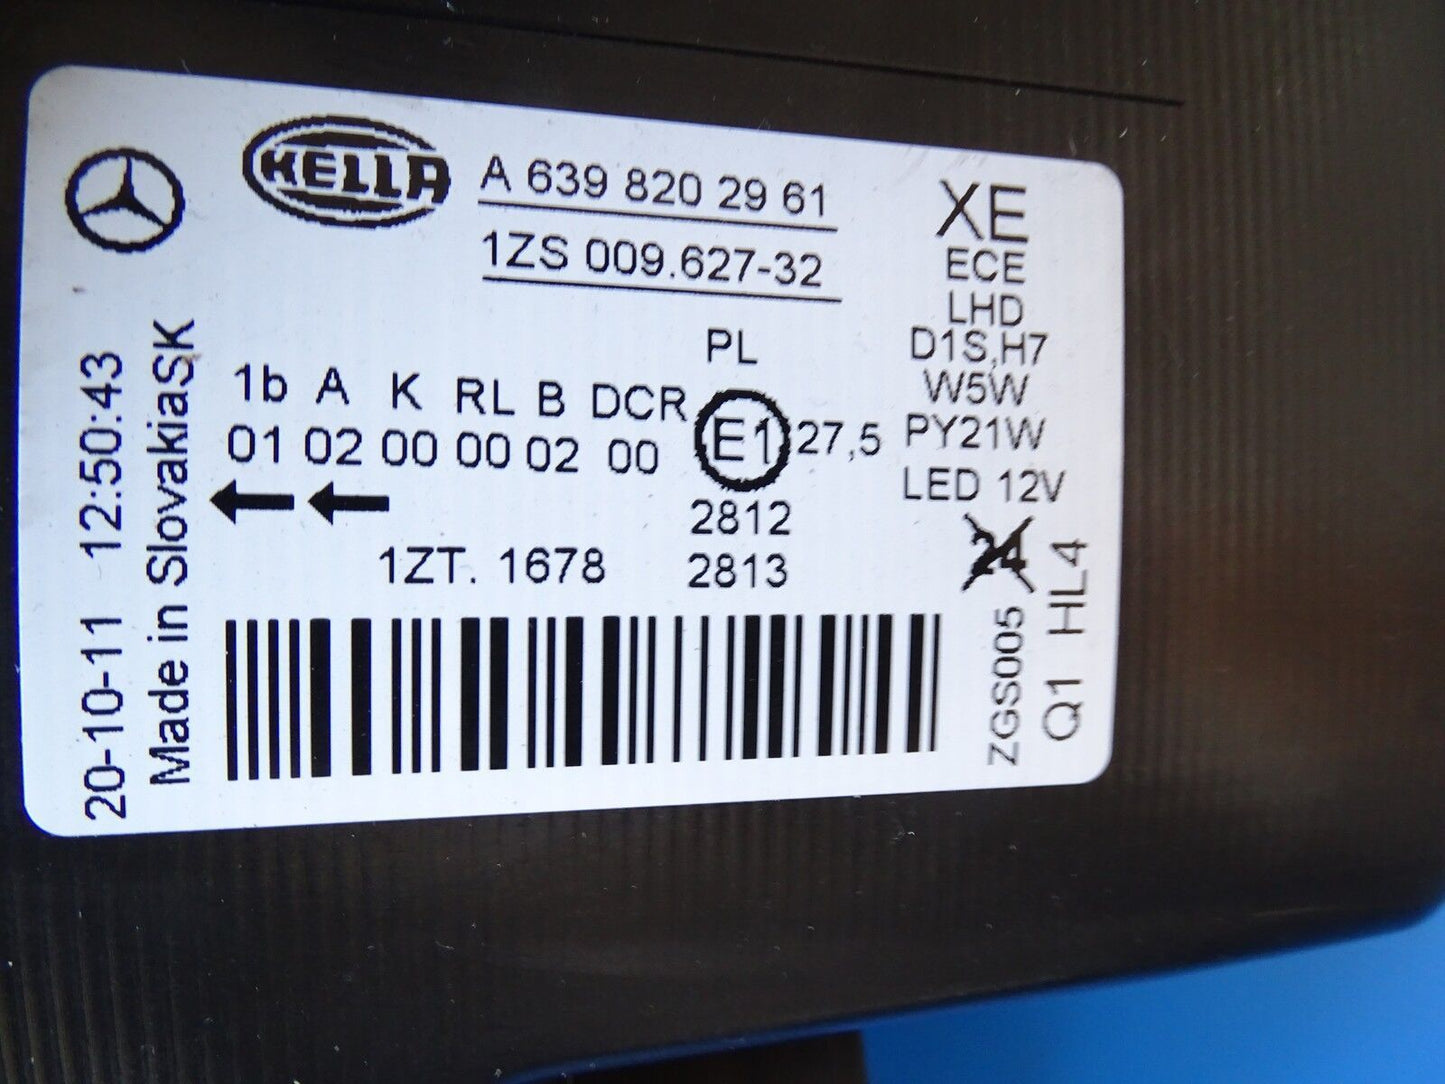 HELLA
A 639 820 2961
1ZS 009.627-32
XE
ECE
LHD
D1S,H7
W5W
PY21W
LED 12V
24
PL
1b A K RL B DCR
01 02 00 00 02 00 E1 27,5
2812
1ZT. 1678 2813
20-10-11 12:50:43
Made in SlovakiaSK
ZGS005
Q1 HL4